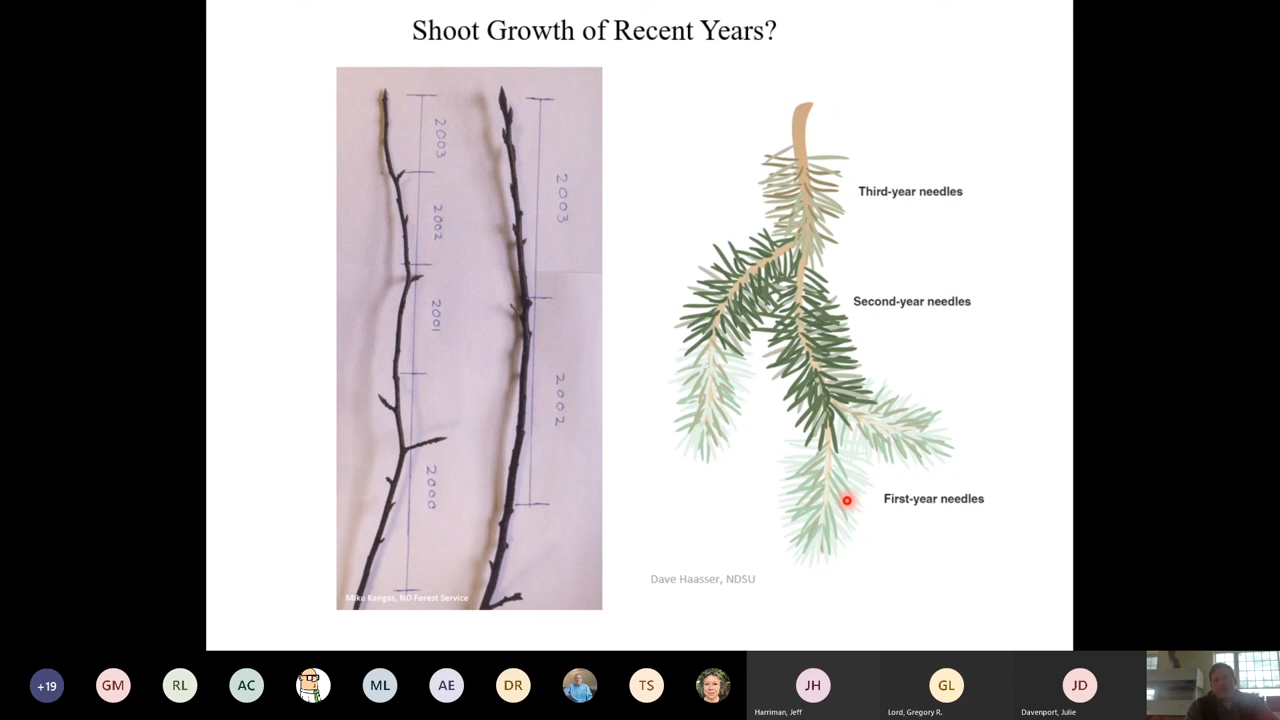 Shoot Growth of Recent Years?
2003
2002
2001
2000
2003
2002
Mike Kangas, ND Forest Service
Third-year needles
Second-year needles
First-year needles
Dave Haasser, NDSU
+19
GM
RL
AC
ML
AE
DR
TS
JH
Harriman, Jeff
GL
Lord, Gregory R.
JD
Davenport, Julie